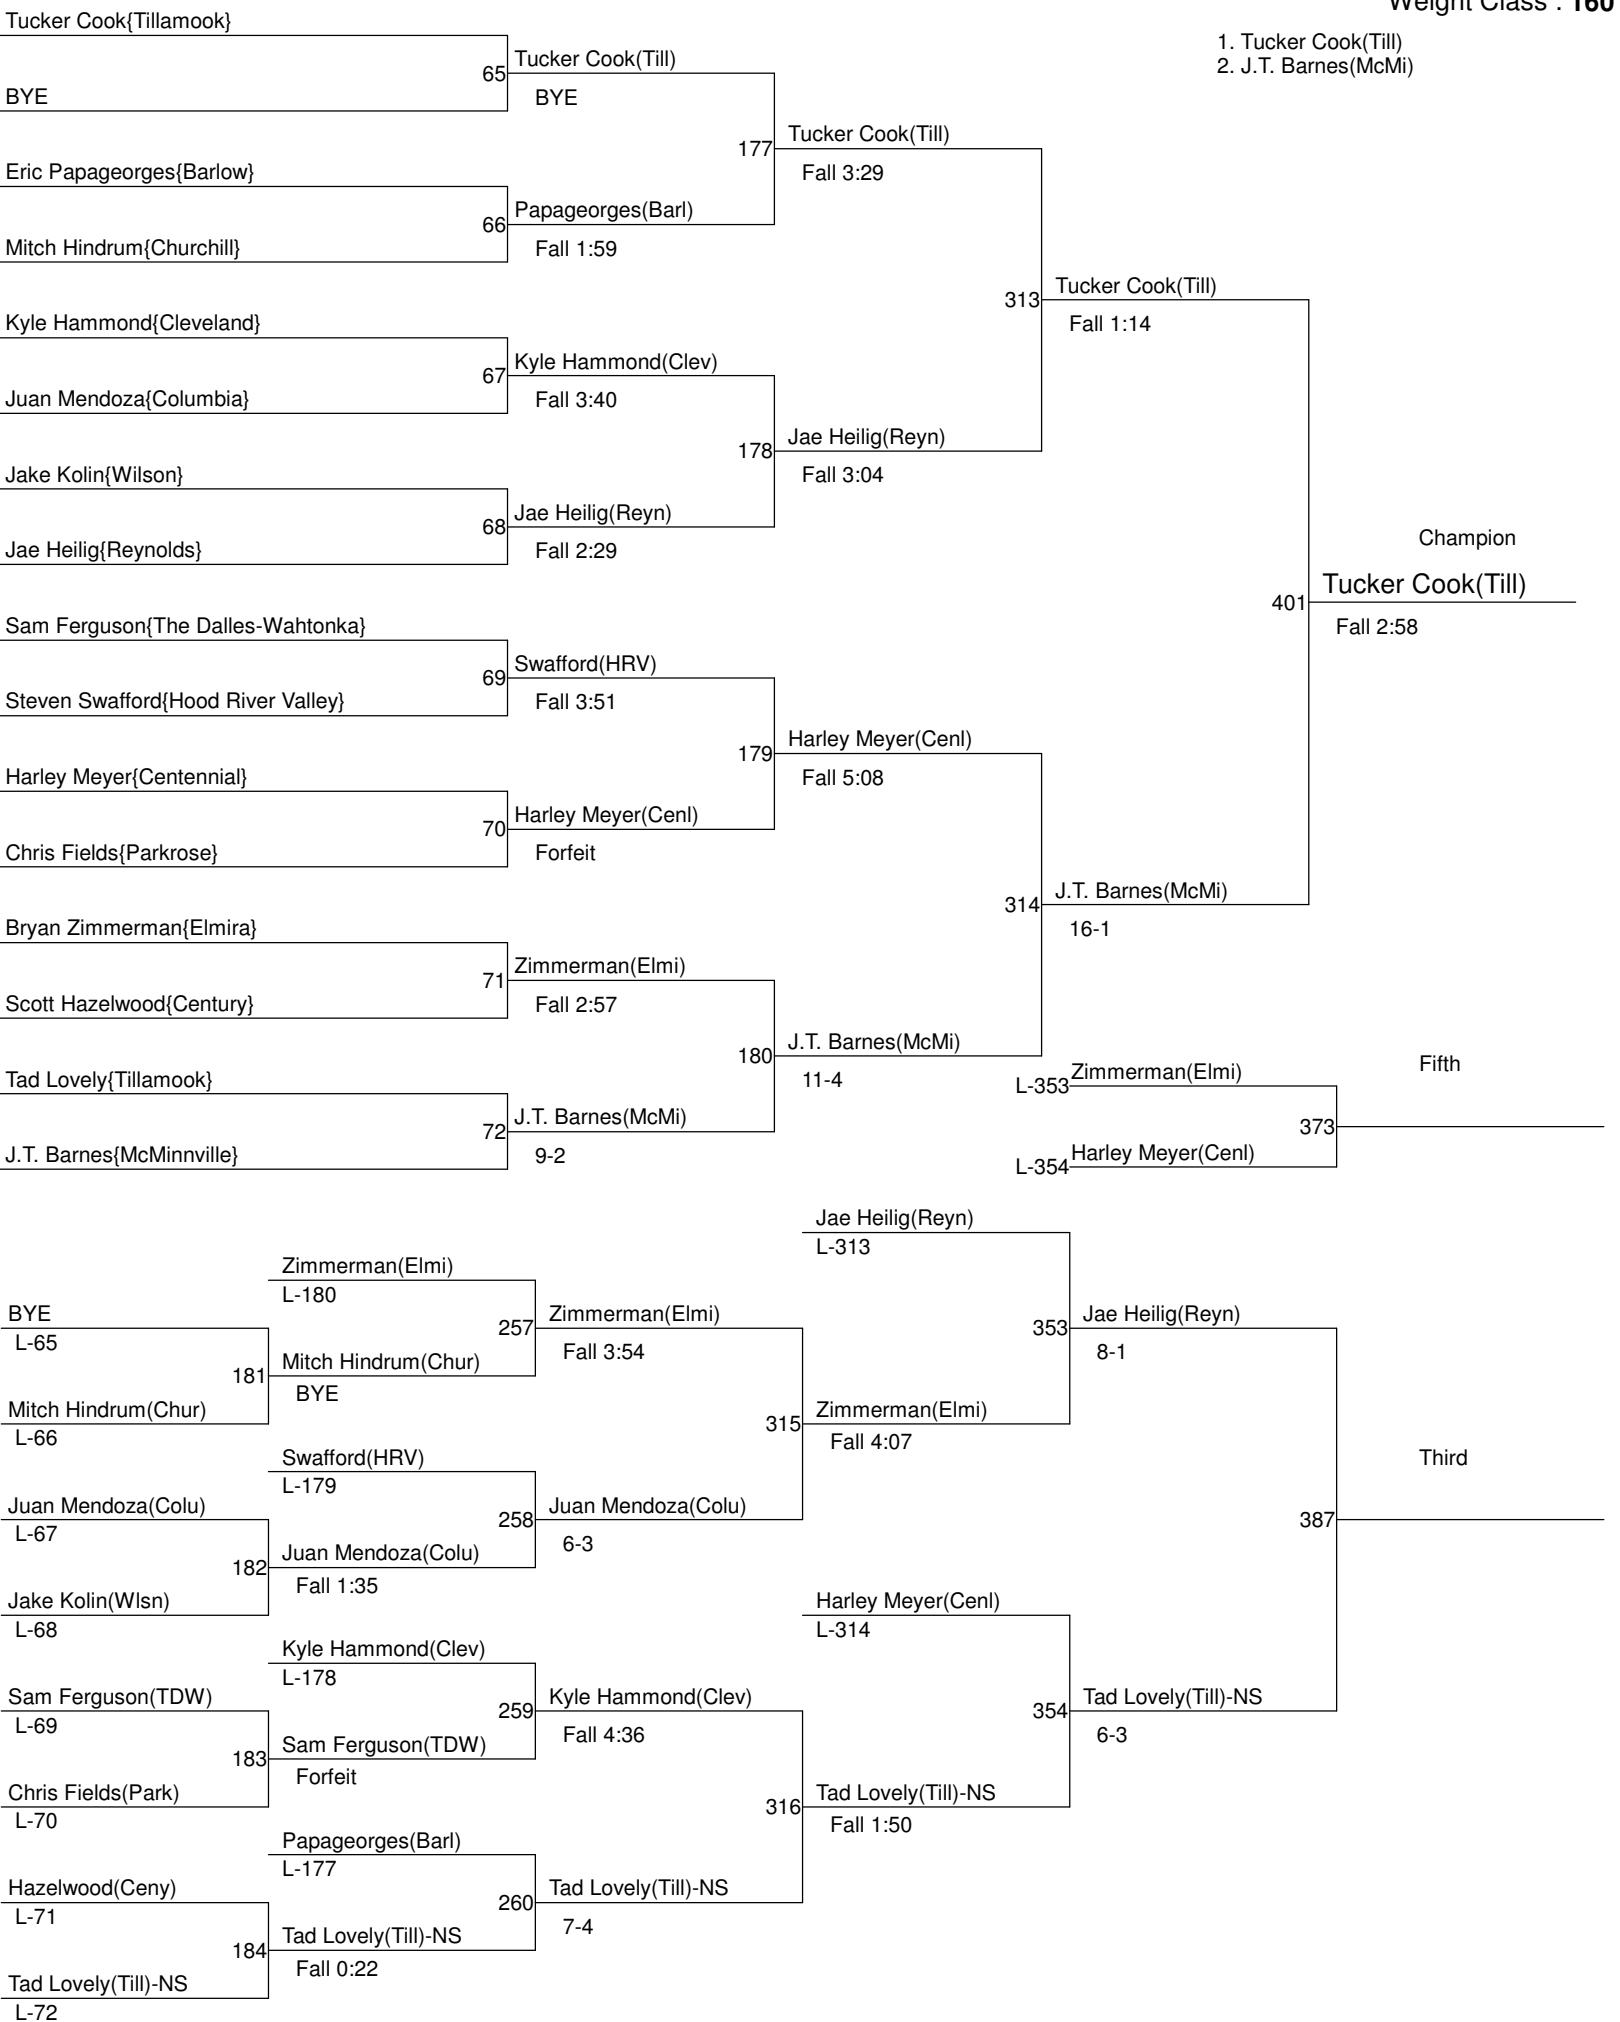 Weight Class : 160
1. Tucker Cook(Till)
2. J.T. Barnes(McMi)
Tucker Cook{Tillamook}
BYE
65
Tucker Cook(Till)
BYE
Eric Papageorges{Barlow}
Mitch Hindrum{Churchill}
66
Papageorges(Barl)
Fall 1:59
177
Tucker Cook(Till)
Fall 3:29
Kyle Hammond{Cleveland}
Juan Mendoza{Columbia}
67
Kyle Hammond(Clev)
Fall 3:40
Jake Kolin{Wilson}
Jae Heilig{Reynolds}
68
Jae Heilig(Reyn)
Fall 2:29
178
Jae Heilig(Reyn)
Fall 3:04
313
Tucker Cook(Till)
Fall 1:14
Sam Ferguson{The Dalles-Wahtonka}
Steven Swafford{Hood River Valley}
69
Swafford(HRV)
Fall 3:51
Harley Meyer{Centennial}
Chris Fields{Parkrose}
70
Harley Meyer(Cenl)
Forfeit
179
Harley Meyer(Cenl)
Fall 5:08
Bryan Zimmerman{Elmira}
Scott Hazelwood{Century}
71
Zimmerman(Elmi)
Fall 2:57
Tad Lovely{Tillamook}
J.T. Barnes{McMinnville}
72
J.T. Barnes(McMi)
9-2
180
J.T. Barnes(McMi)
11-4
314
J.T. Barnes(McMi)
16-1
Champion
401
Tucker Cook(Till)
Fall 2:58
Fifth
L-353
Zimmerman(Elmi)
L-354
Harley Meyer(Cenl)
373
BYE
L-65
Mitch Hindrum(Chur)
L-66
181
Zimmerman(Elmi)
L-180
Mitch Hindrum(Chur)
BYE
257
Zimmerman(Elmi)
Fall 3:54
Juan Mendoza(Colu)
L-67
Jake Kolin(Wlsn)
L-68
182
Swafford(HRV)
L-179
Juan Mendoza(Colu)
Fall 1:35
258
Juan Mendoza(Colu)
6-3
315
Jae Heilig(Reyn)
L-313
Zimmerman(Elmi)
Fall 4:07
353
Jae Heilig(Reyn)
8-1
Sam Ferguson(TDW)
L-69
Chris Fields(Park)
L-70
183
Kyle Hammond(Clev)
L-178
Sam Ferguson(TDW)
Forfeit
259
Kyle Hammond(Clev)
Fall 4:36
Hazelwood(Ceny)
L-71
Tad Lovely(Till)-NS
L-72
184
Papageorges(Barl)
L-177
Tad Lovely(Till)-NS
Fall 0:22
260
Tad Lovely(Till)-NS
7-4
316
Harley Meyer(Cenl)
L-314
Tad Lovely(Till)-NS
Fall 1:50
354
Tad Lovely(Till)-NS
6-3
Third
387